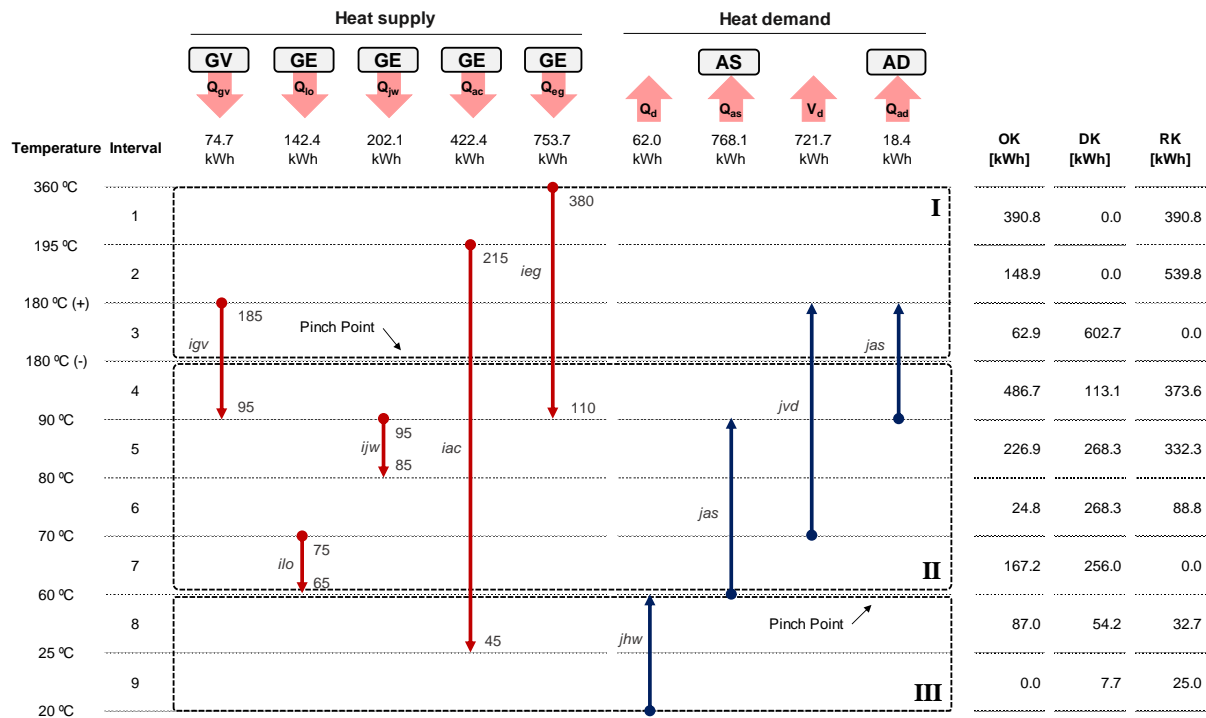 Heat supply Heat demand
GV GE GE GE GE AS AD
Qgv Qlo Qjw Qac Qeg Qd Qas Vd Qad
74.7 142.4 202.1 422.4 753.7 62.0 768.1 721.7 18.4 OK DK RK
Temperature Interval kWh kWh kWh kWh kWh kWh kWh kWh kWh [kWh] [kWh] [kWh]
360 ºC
I
380
1 390.8 0.0 390.8
195 ºC
215
2 ieg 148.9 0.0 539.8
180 ºC (+)
185
Pinch Point
3 62.9 602.7 0.0
igv jas
180 ºC (-)
4 486.7 113.1 373.6
95 110 jvd
90 ºC
95
5 ijw iac 226.9 268.3 332.3
85
80 ºC
6 jas 24.8 268.3 88.8
70 ºC
75
7 ilo 167.2 256.0 0.0
65 II
60 ºC
8 Pinch Point 87.0 54.2 32.7
45 jhw
25 ºC
9 0.0 7.7 25.0
III
20 ºC